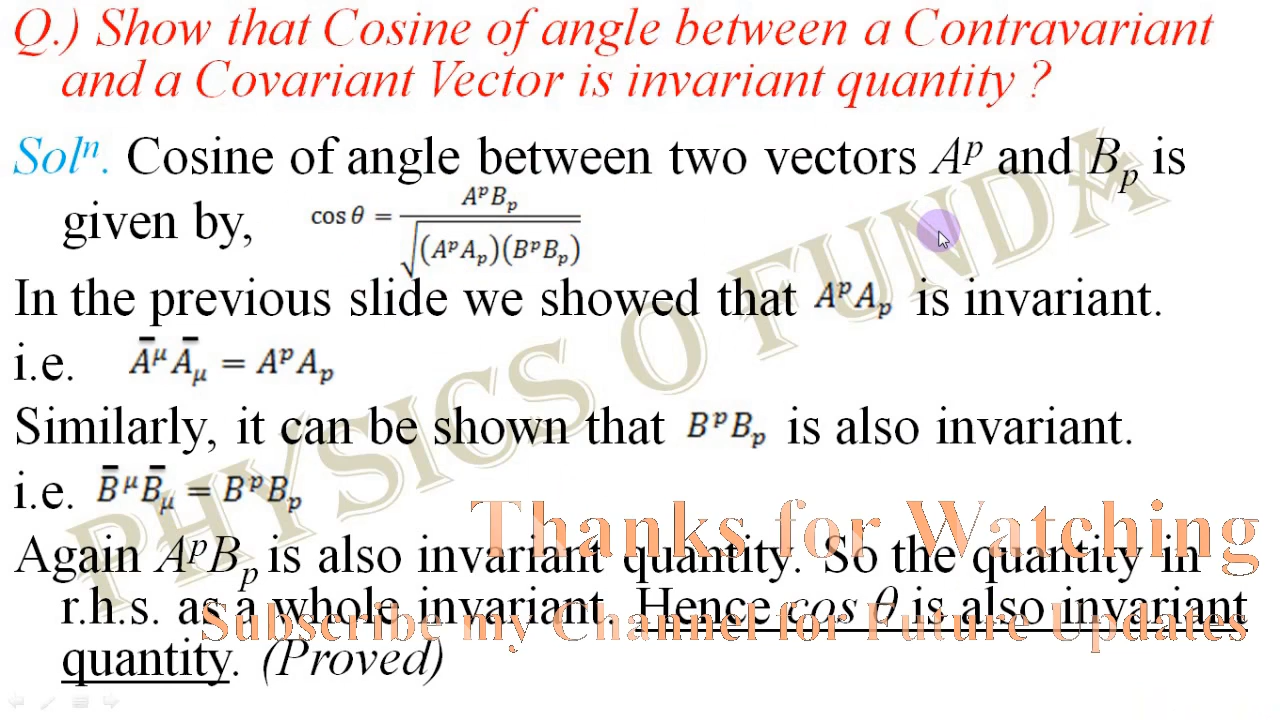 Q.) Show that Cosine of angle between a Contravariant
and a Covariant Vector is invariant quantity ?
Solⁿ. Cosine of angle between two vectors Aᵖ and Bₚ is
given by, cos θ = AᵖBₚ / √(AᵖAₚ)(BᵖBₚ)
In the previous slide we showed that AᵖAₚ is invariant.
i.e. Āᵘ Āᵤ = AᵖAₚ
Similarly, it can be shown that BᵖBₚ is also invariant.
i.e. B̄^μ B̄_μ = BᵖBₚ
Again AᵖBₚ is also invariant quantity. So the quantity in
r.h.s. as a whole invariant. Hence cos θ is also invariant
quantity. (Proved)
Thanks for Watching
Subscribe my Channel for Future Updates
PHYSICS O FUNDA